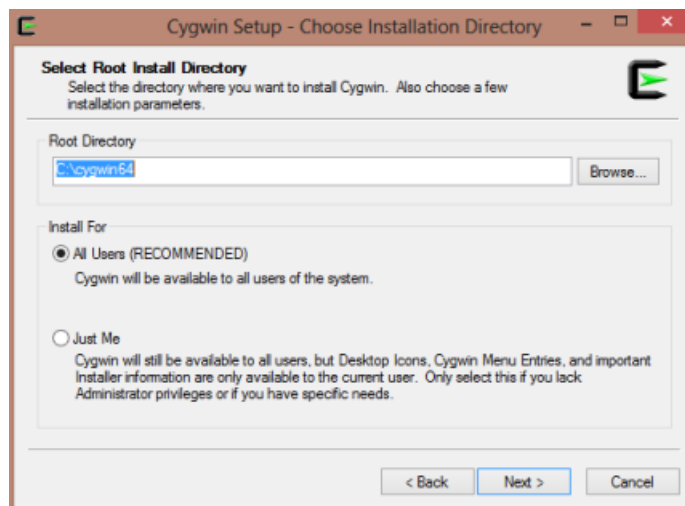 Cygwin Setup - Choose Installation Directory
Select Root Install Directory
Select the directory where you want to install Cygwin. Also choose a few
installation parameters.
Root Directory
C:\cygwin64
Browse...
Install For
All Users (RECOMMENDED)
Cygwin will be available to all users of the system.
Just Me
Cygwin will still be available to all users, but Desktop Icons, Cygwin Menu Entries, and important
Installer information are only available to the current user. Only select this if you lack
Administrator privileges or if you have specific needs.
< Back
Next >
Cancel